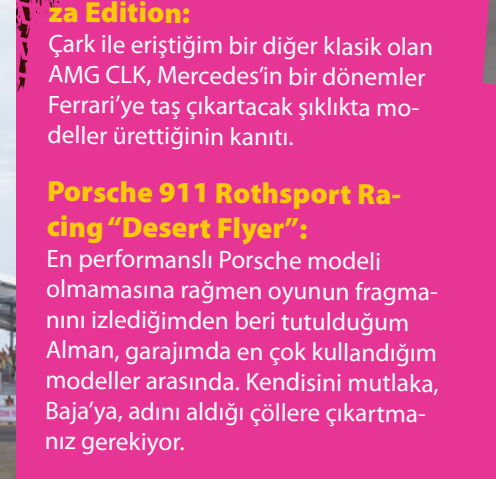 za Edition:
Çark ile eriştiğim bir diğer klasik olan
AMG CLK, Mercedes’in bir dönemler
Ferrari’ye taş çıkartacak şıklıkta mo-
deller ürettiğinin kanıtı.
Porsche 911 Rothsport Ra-
cing “Desert Flyer”:
En performanslı Porsche modeli
olmamasına rağmen oyunun fragma-
nını izlediğimden beri tutulduğum
Alman, garajımda en çok kullandığım
modeller arasında. Kendisini mutlaka,
Baja’ya, adını aldığı çöllere çıkartma-
nız gerekiyor.